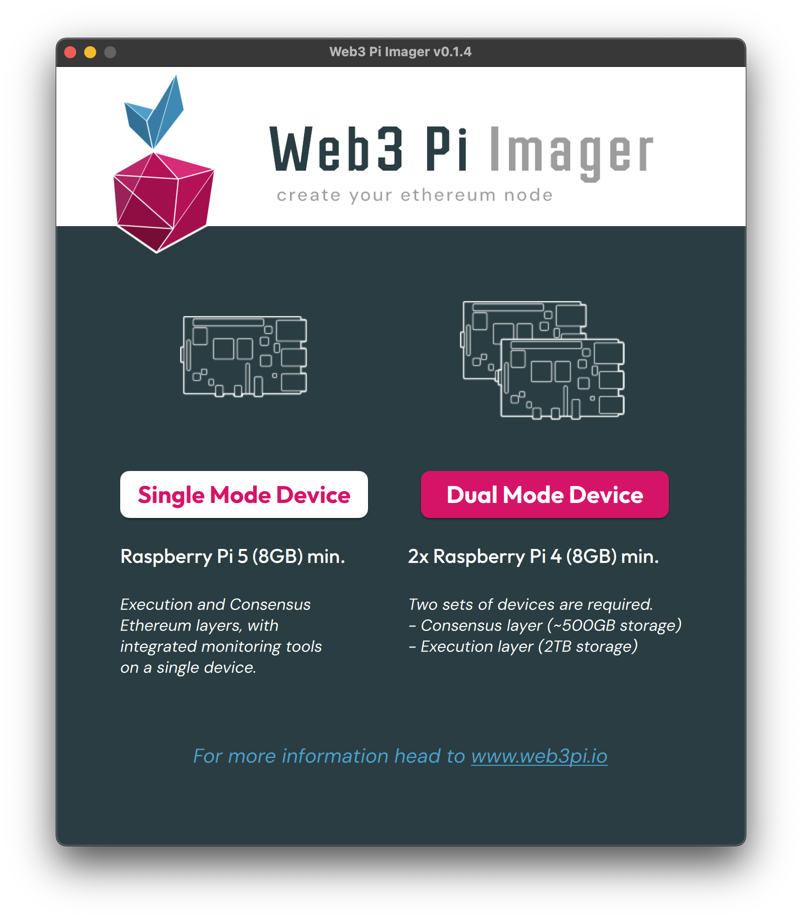 Web3 Pi Imager v0.1.4
Web3 Pi Imager
create your ethereum node
Single Mode Device
Raspberry Pi 5 (8GB) min.
Execution and Consensus
Ethereum layers, with
integrated monitoring tools
on a single device.
Dual Mode Device
2x Raspberry Pi 4 (8GB) min.
Two sets of devices are required.
- Consensus layer (~500GB storage)
- Execution layer (2TB storage)
For more information head to www.web3pi.io